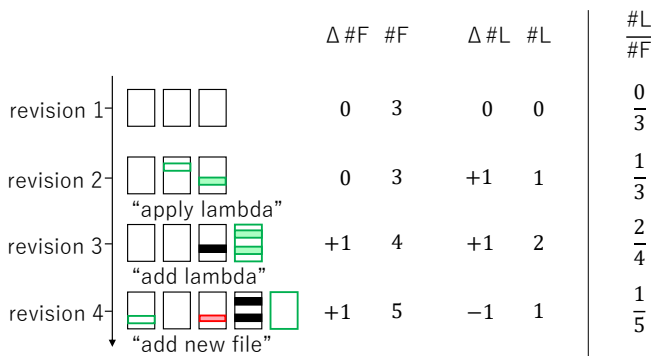 Δ #F #F Δ #L #L #L/#F
revision 1 0 3 0 0 0/3
revision 2 0 3 +1 1 1/3
“apply lambda”
revision 3 +1 4 +1 2 2/4
“add lambda”
revision 4 +1 5 −1 1 1/5
“add new file”